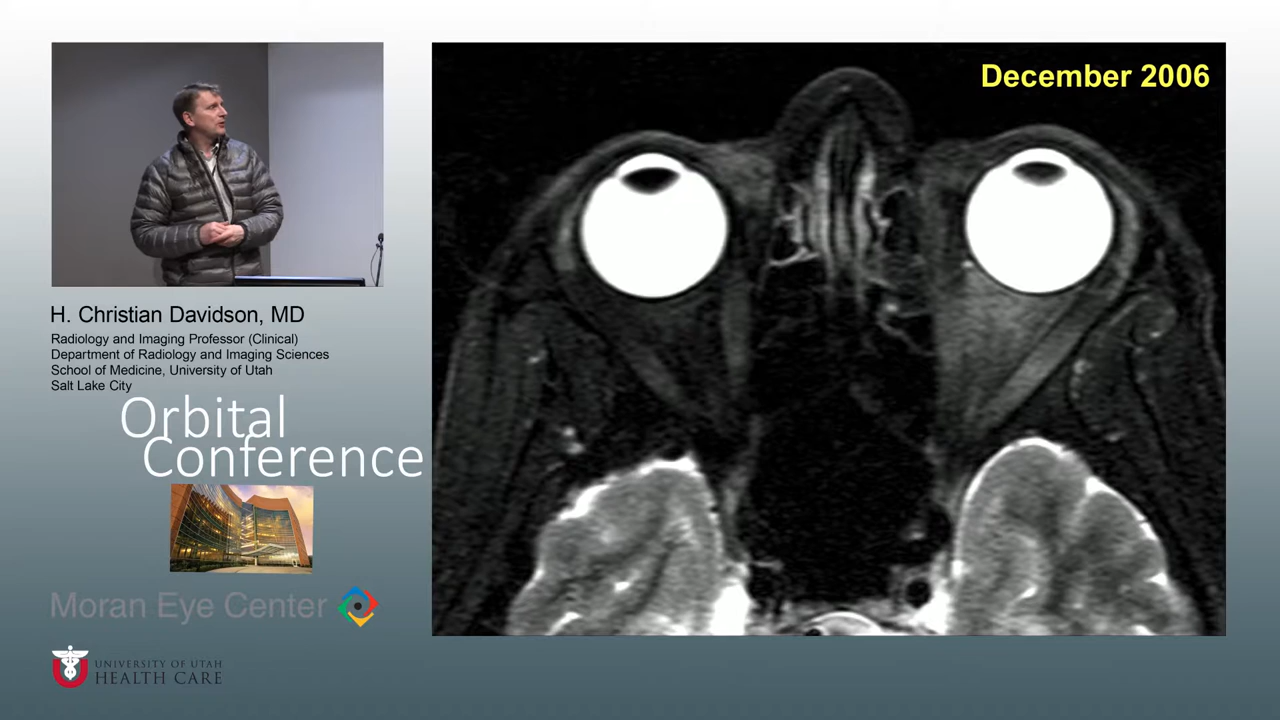 December 2006
H. Christian Davidson, MD
Radiology and Imaging Professor (Clinical)
Department of Radiology and Imaging Sciences
School of Medicine, University of Utah
Salt Lake City
Orbital
Conference
Moran Eye Center
UNIVERSITY OF UTAH
HEALTH CARE